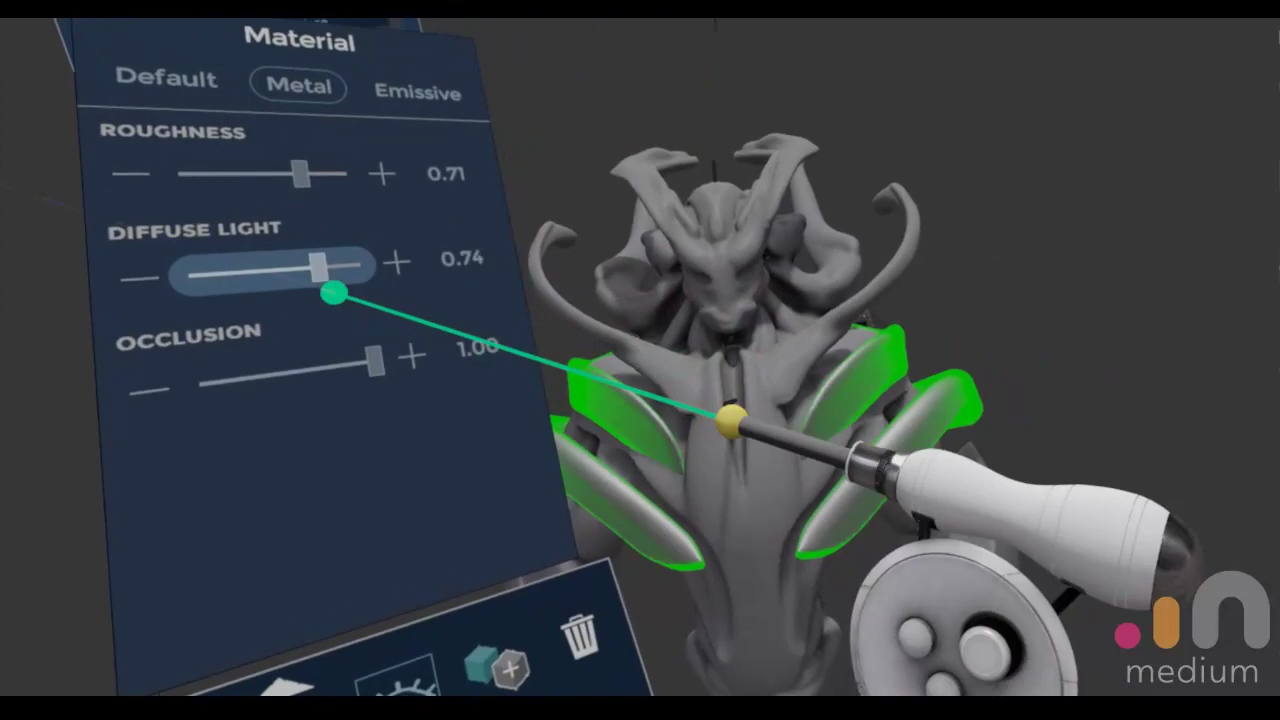 Material
Default Metal Emissive
ROUGHNESS
0.71
DIFFUSE LIGHT
0.74
OCCLUSION
1.00
medium